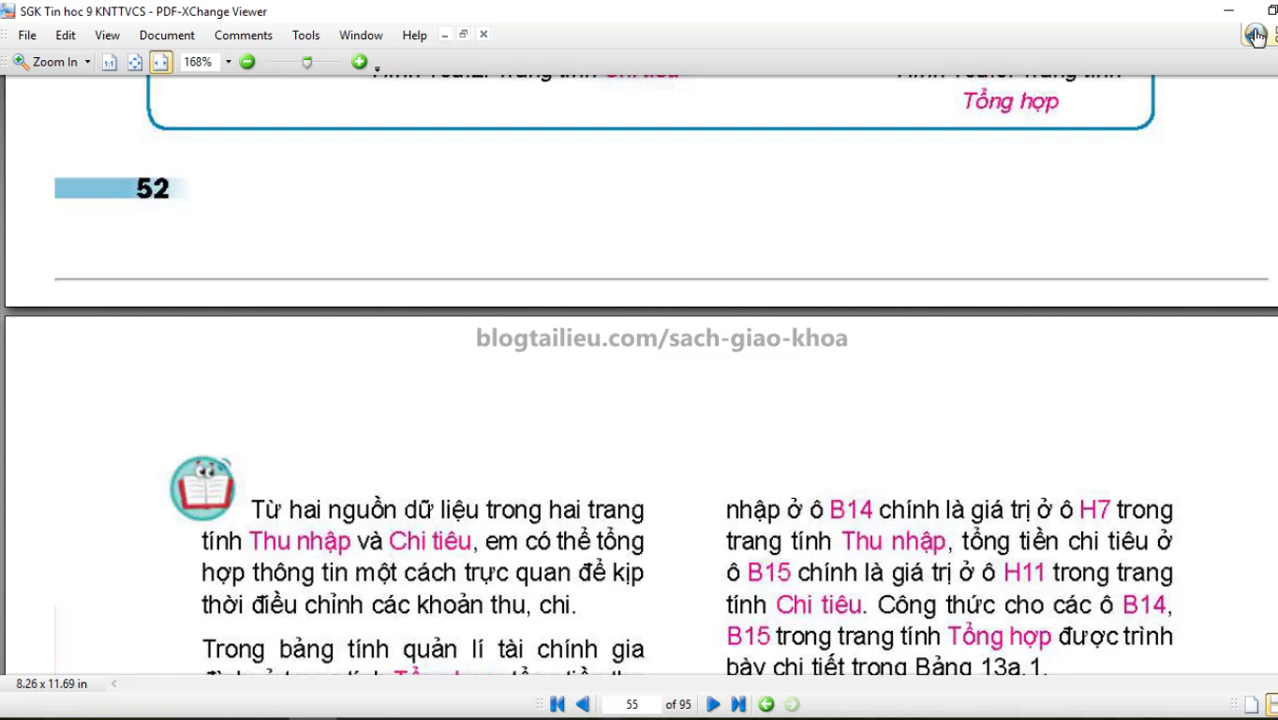 SGK Tin hoc 9 KNTTVCS - PDF-XChange Viewer
File Edit View Document Comments Tools Window Help
Zoom In 168%
Trang tính Chi tiêu
Trang tính
Tổng hợp
52
blogtailieu.com/sach-giao-khoa
Từ hai nguồn dữ liệu trong hai trang
tính Thu nhập và Chi tiêu, em có thể tổng
hợp thông tin một cách trực quan để kịp
thời điều chỉnh các khoản thu, chi.
Trong bảng tính quản lí tài chính gia
nhập ở ô B14 chính là giá trị ở ô H7 trong
trang tính Thu nhập, tổng tiền chi tiêu ở
ô B15 chính là giá trị ở ô H11 trong trang
tính Chi tiêu. Công thức cho các ô B14,
B15 trong trang tính Tổng hợp được trình
bày chi tiết trong Bảng 13a.1.
8.26 x 11.69 in
55 of 95